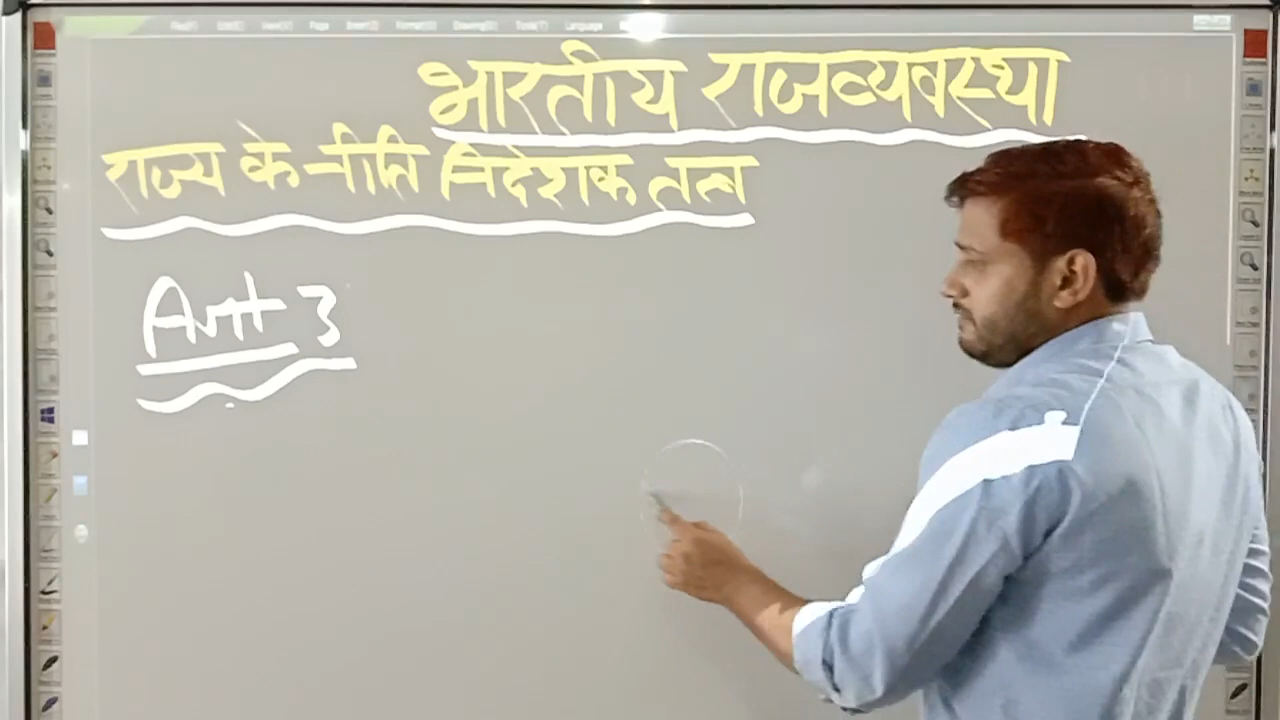 भारतीय राजव्यवस्था
राज्य के नीति निदेशक तत्व
Art 3